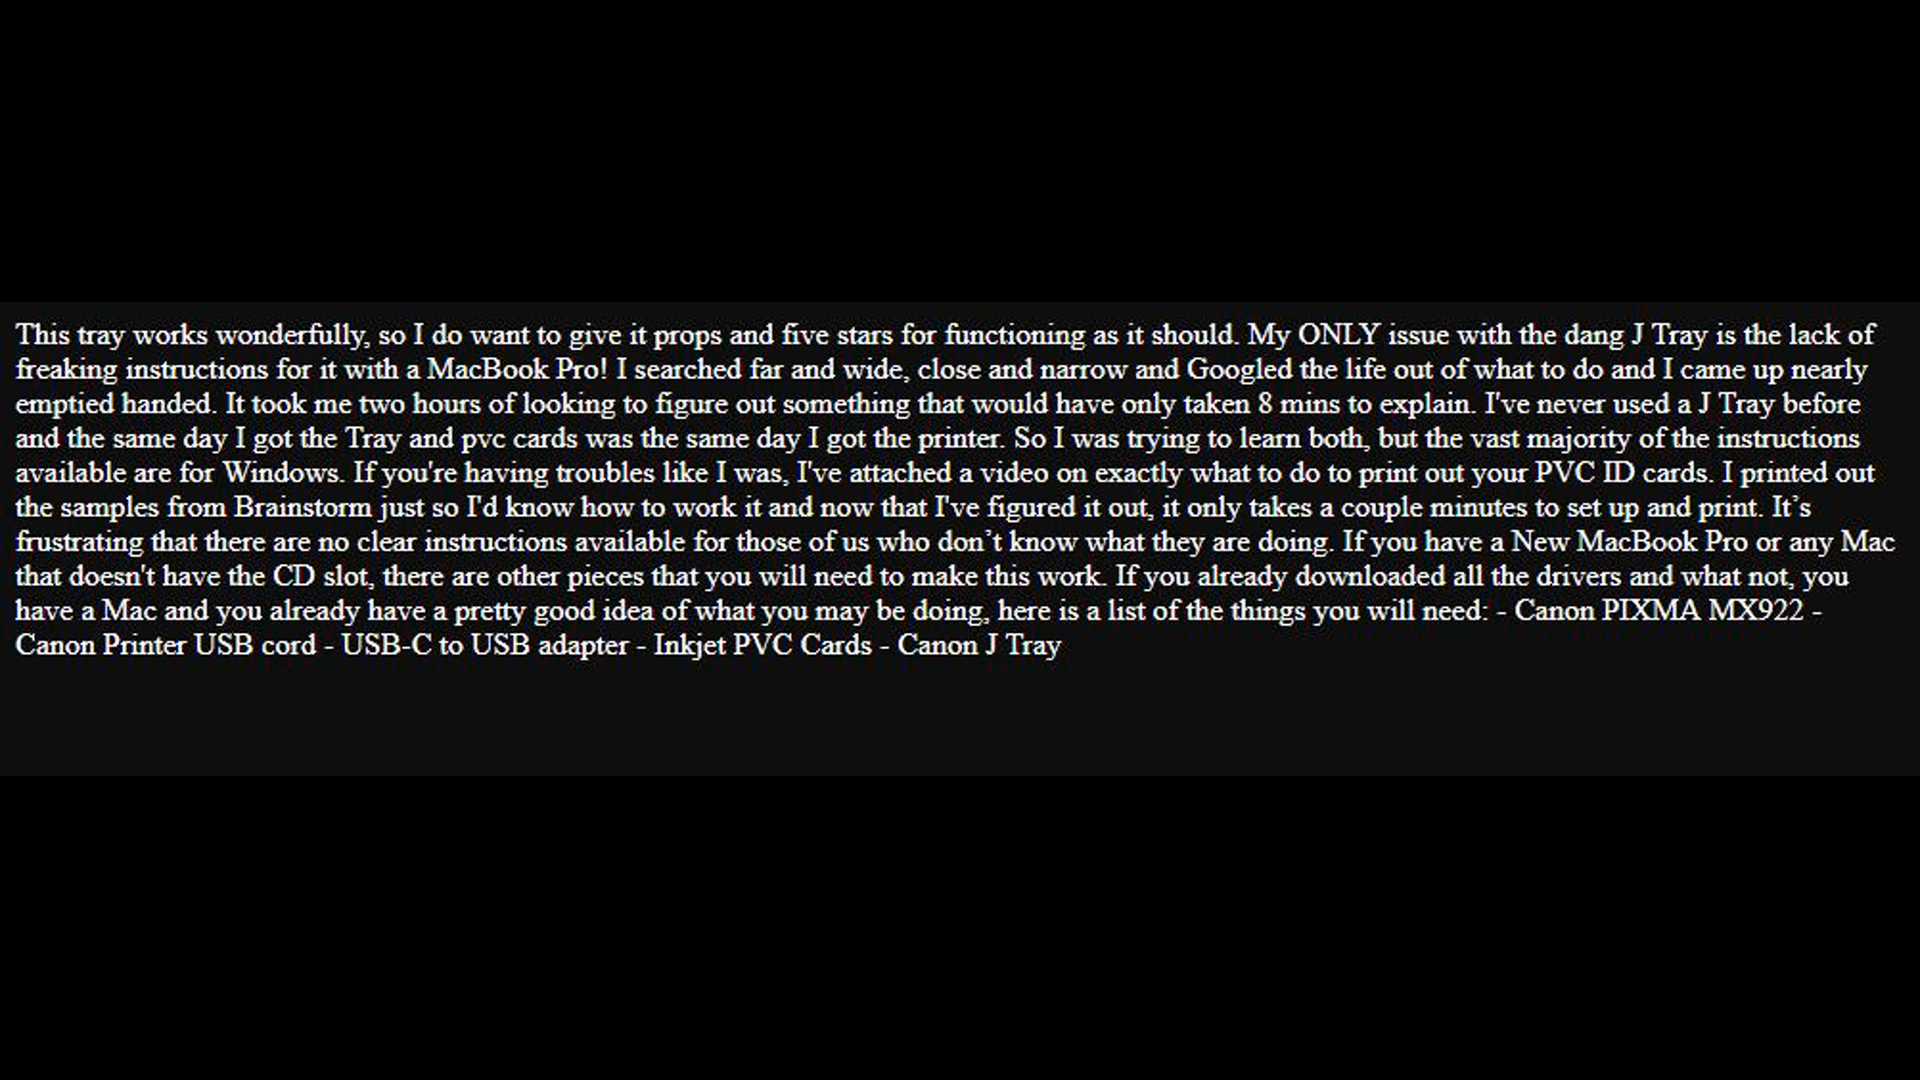 This tray works wonderfully, so I do want to give it props and five stars for functioning as it should. My ONLY issue with the dang J Tray is the lack of
freaking instructions for it with a MacBook Pro! I searched far and wide, close and narrow and Googled the life out of what to do and I came up nearly
emptied handed. It took me two hours of looking to figure out something that would have only taken 8 mins to explain. I've never used a J Tray before
and the same day I got the Tray and pvc cards was the same day I got the printer. So I was trying to learn both, but the vast majority of the instructions
available are for Windows. If you're having troubles like I was, I've attached a video on exactly what to do to print out your PVC ID cards. I printed out
the samples from Brainstorm just so I'd know how to work it and now that I've figured it out, it only takes a couple minutes to set up and print. It’s
frustrating that there are no clear instructions available for those of us who don’t know what they are doing. If you have a New MacBook Pro or any Mac
that doesn't have the CD slot, there are other pieces that you will need to make this work. If you already downloaded all the drivers and what not, you
have a Mac and you already have a pretty good idea of what you may be doing, here is a list of the things you will need: - Canon PIXMA MX922 -
Canon Printer USB cord - USB-C to USB adapter - Inkjet PVC Cards - Canon J Tray